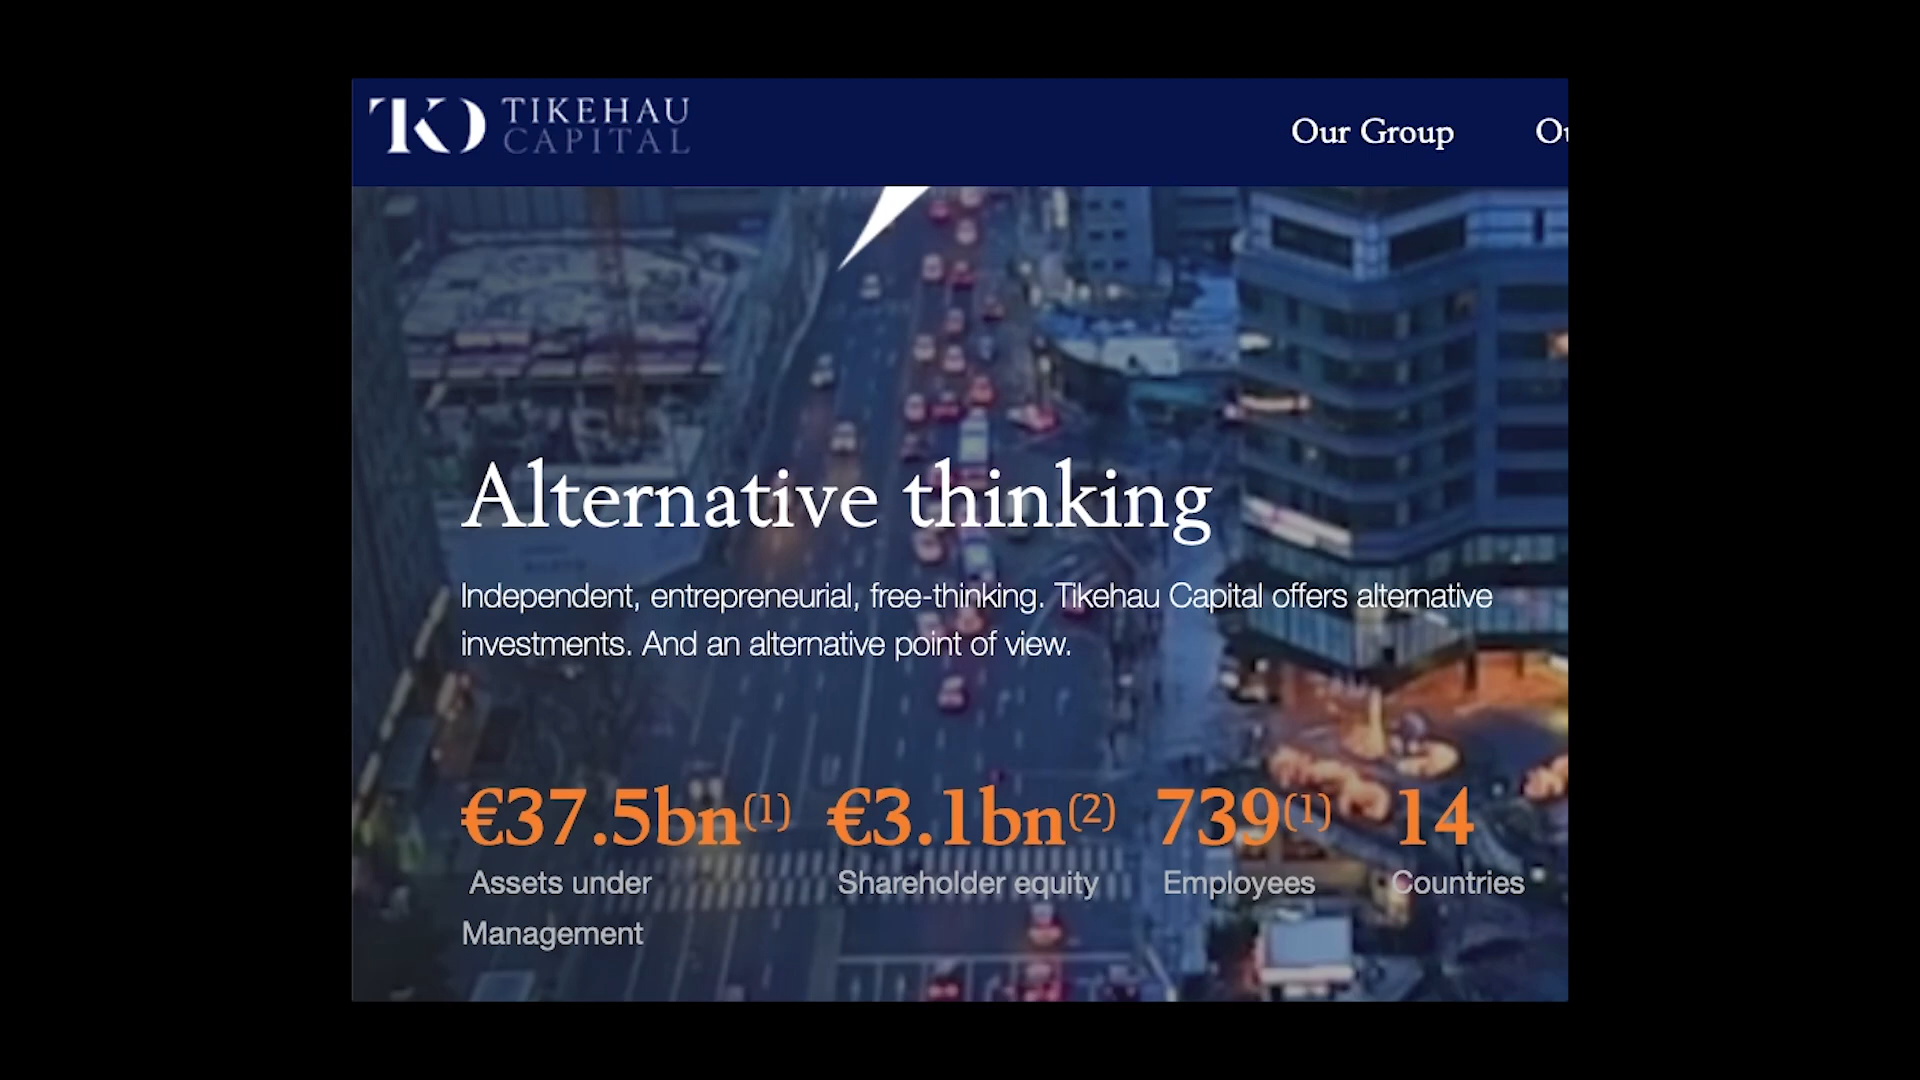 TIKEHAU
CAPITAL
Our Group
Alternative thinking
Independent, entrepreneurial, free-thinking. Tikehau Capital offers alternative
investments. And an alternative point of view.
€37.5bn(1) €3.1bn(2) 739(1) 14
Assets under Shareholder equity Employees Countries
Management